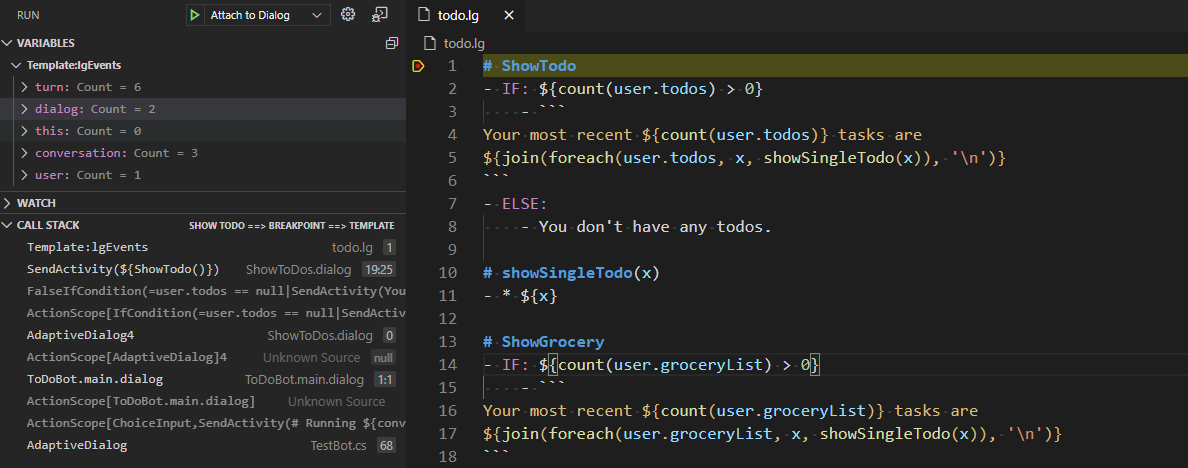 RUN
Attach to Dialog
VARIABLES
Template:lgEvents
turn: Count = 6
dialog: Count = 2
this: Count = 0
conversation: Count = 3
user: Count = 1
WATCH
CALL STACK SHOW TODO ==> BREAKPOINT ==> TEMPLATE
Template:lgEvents todo.lg 1
SendActivity(${ShowTodo()}) ShowToDos.dialog 19:25
FalseIfCondition(=user.todos == null|SendActivity(You
ActionScope[IfCondition(=user.todos == null|SendActiv
AdaptiveDialog4 ShowToDos.dialog 0
ActionScope[AdaptiveDialog]4 Unknown Source null
ToDoBot.main.dialog ToDoBot.main.dialog 1:1
ActionScope[ToDoBot.main.dialog] Unknown Source
ActionScope[ChoiceInput,SendActivity(# Running ${conv
AdaptiveDialog TestBot.cs 68
todo.lg
todo.lg
1 # ShowTodo
2 - IF: ${count(user.todos) > 0}
3     - ```
4 Your most recent ${count(user.todos)} tasks are
5 ${join(foreach(user.todos, x, showSingleTodo(x)), '\n')}
6 ```
7 - ELSE:
8     - You don't have any todos.
9
10 # showSingleTodo(x)
11 - * ${x}
12
13 # ShowGrocery
14 - IF: ${count(user.groceryList) > 0}
15     - ```
16 Your most recent ${count(user.groceryList)} tasks are
17 ${join(foreach(user.groceryList, x, showSingleTodo(x)), '\n')}
18 ```